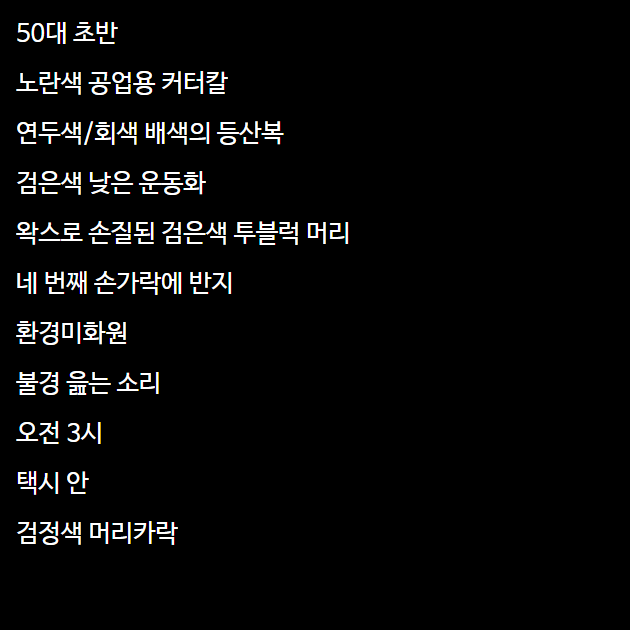 50대 초반
노란색 공업용 커터칼
연두색/회색 배색의 등산복
검은색 낮은 운동화
왁스로 손질된 검은색 투블럭 머리
네 번째 손가락에 반지
환경미화원
불경 읊는 소리
오전 3시
택시 안
검정색 머리카락